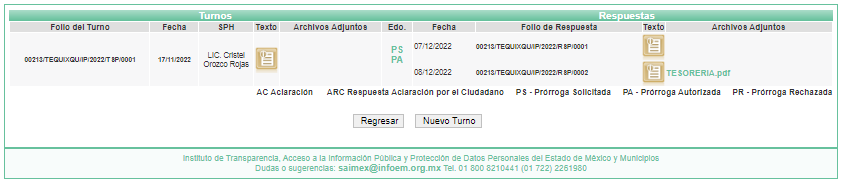 Turnos Respuestas
Folio del Turno Fecha SPH Texto Archivos Adjuntos Edo. Fecha Folio de Respuesta Texto Archivos Adjuntos
00213/TEQUIXQU/IP/2022/TSP/0001 17/11/2022 LIC. Cristel Orozco Rojas PS PA 07/12/2022 00213/TEQUIXQU/IP/2022/RSP/0001
08/12/2022 00213/TEQUIXQU/IP/2022/RSP/0002 TESORERIA.pdf
AC Aclaración ARC Respuesta Aclaración por el Ciudadano PS - Prórroga Solicitada PA - Prórroga Autorizada PR - Prórroga Rechazada
Regresar Nuevo Turno
Instituto de Transparencia, Acceso a la Información Pública y Protección de Datos Personales del Estado de México y Municipios
Dudas o sugerencias: saimex@infoem.org.mx Tel. 01 800 8210441 (01 722) 2261980